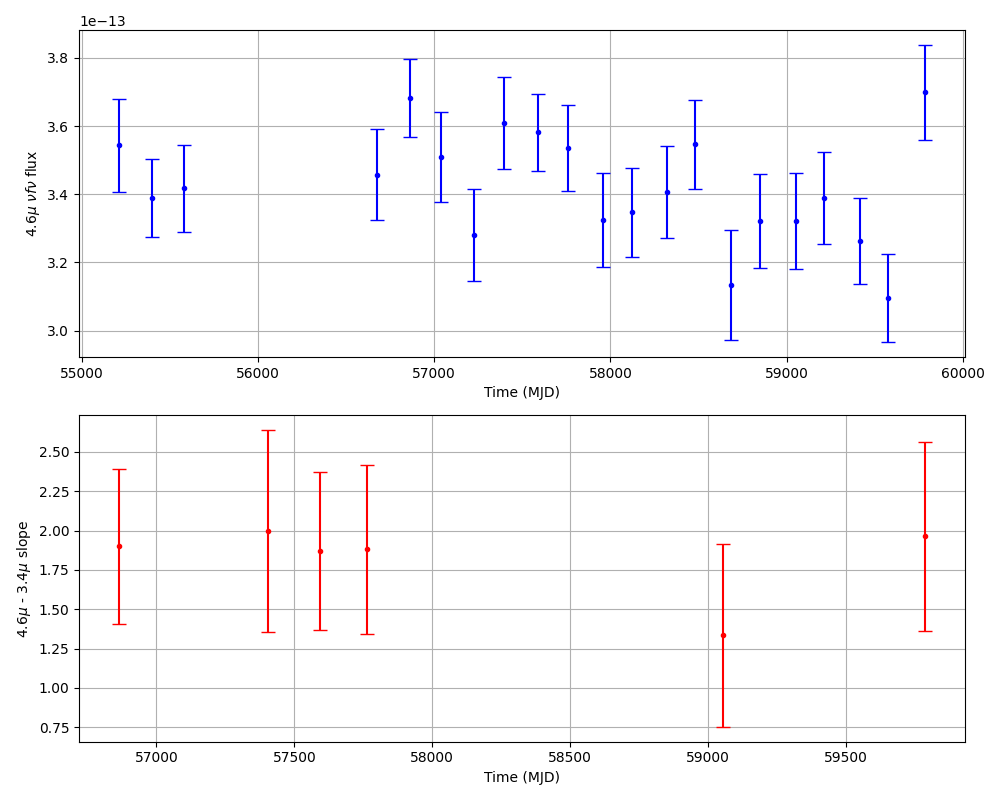 1e−13
3.8
3.6
3.4
3.2
3.0
4.6μ νfν flux
55000 56000 57000 58000 59000 60000
Time (MJD)
2.50
2.25
2.00
1.75
1.50
1.25
1.00
0.75
4.6μ - 3.4μ slope
57000 57500 58000 58500 59000 59500
Time (MJD)